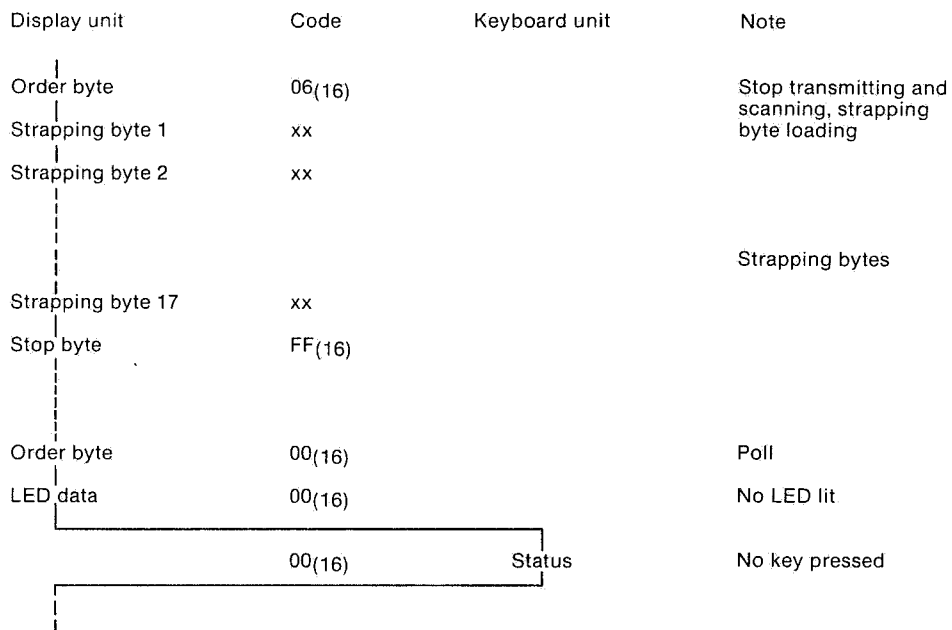 Display unit Code Keyboard unit Note
Order byte 06(16) Stop transmitting and
scanning, strapping
Strapping byte 1 xx byte loading
Strapping byte 2 xx
Strapping bytes
Strapping byte 17 xx
Stop byte FF(16)
Order byte 00(16) Poll
LED data 00(16) No LED lit
00(16) Status No key pressed